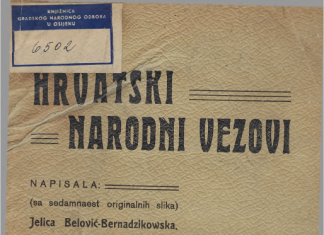 KNJIŽNICA
GRADSKOG NARODNOG ODBORA
U OSIJEKU
6502
HRVATSKI
NARODNI VEZOVI
NAPISALA:
(sa sedamnaest originalnih slika)
Jelica Belović-Bernadzikowska.